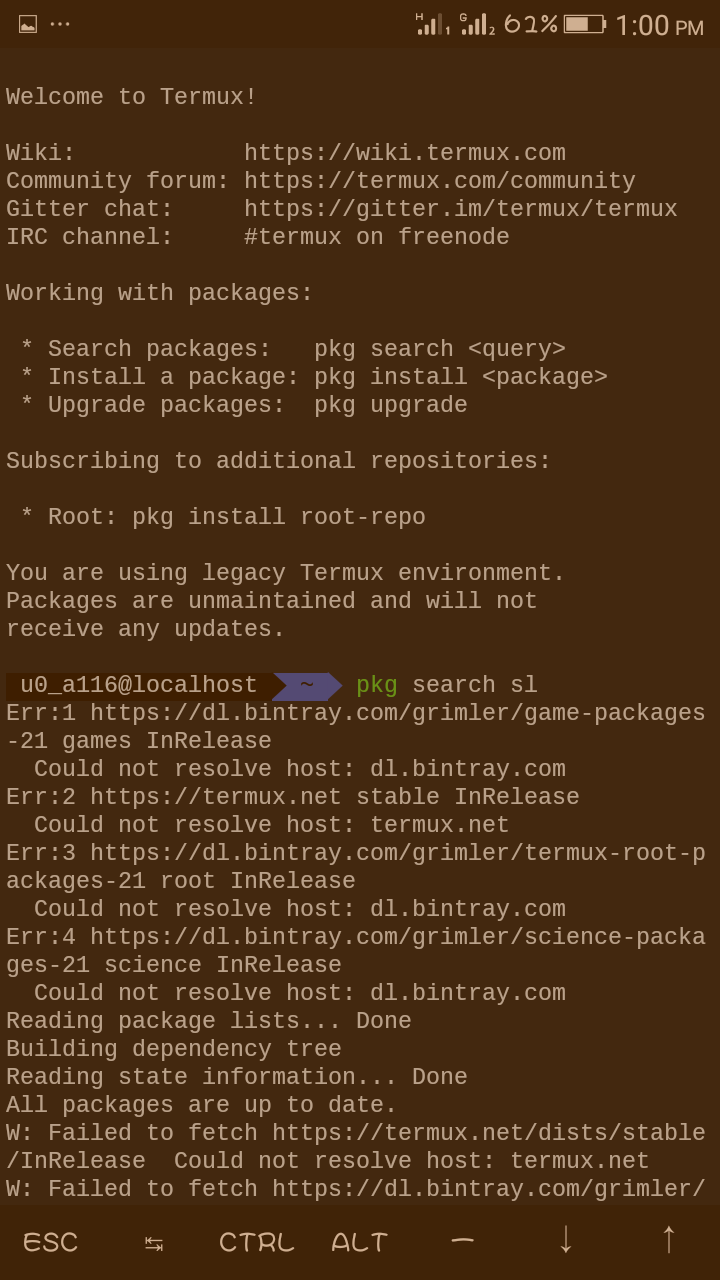 H 1 G 2 62% 1:00 PM
Welcome to Termux!
Wiki:            https://wiki.termux.com
Community forum: https://termux.com/community
Gitter chat:     https://gitter.im/termux/termux
IRC channel:     #termux on freenode
Working with packages:
 * Search packages:   pkg search <query>
 * Install a package: pkg install <package>
 * Upgrade packages:  pkg upgrade
Subscribing to additional repositories:
 * Root: pkg install root-repo
You are using legacy Termux environment.
Packages are unmaintained and will not
receive any updates.
u0_a116@localhost ~ pkg search sl
Err:1 https://dl.bintray.com/grimler/game-packages
-21 games InRelease
  Could not resolve host: dl.bintray.com
Err:2 https://termux.net stable InRelease
  Could not resolve host: termux.net
Err:3 https://dl.bintray.com/grimler/termux-root-p
ackages-21 root InRelease
  Could not resolve host: dl.bintray.com
Err:4 https://dl.bintray.com/grimler/science-packa
ges-21 science InRelease
  Could not resolve host: dl.bintray.com
Reading package lists... Done
Building dependency tree
Reading state information... Done
All packages are up to date.
W: Failed to fetch https://termux.net/dists/stable
/InRelease  Could not resolve host: termux.net
W: Failed to fetch https://dl.bintray.com/grimler/
ESC ↹ CTRL ALT — ↓ ↑